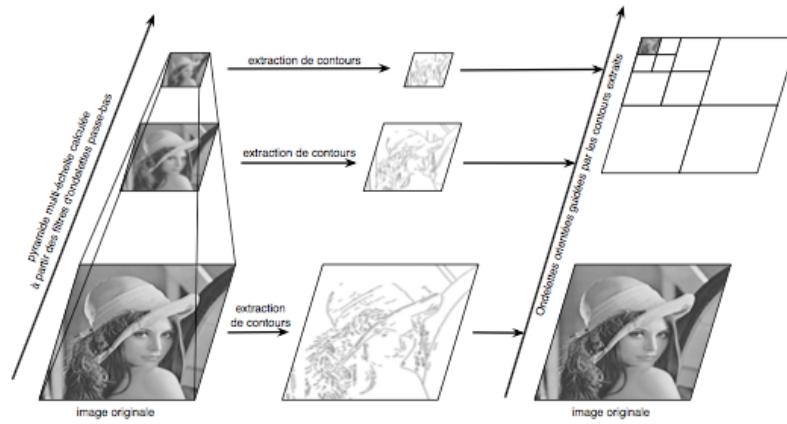 pyramide multi-échelle calculée
à partir des filtres d'ondelettes passe-bas
extraction de contours
extraction de contours
extraction
de contours
Ondelettes orientées guidées par les contours extraits
image originale
image originale